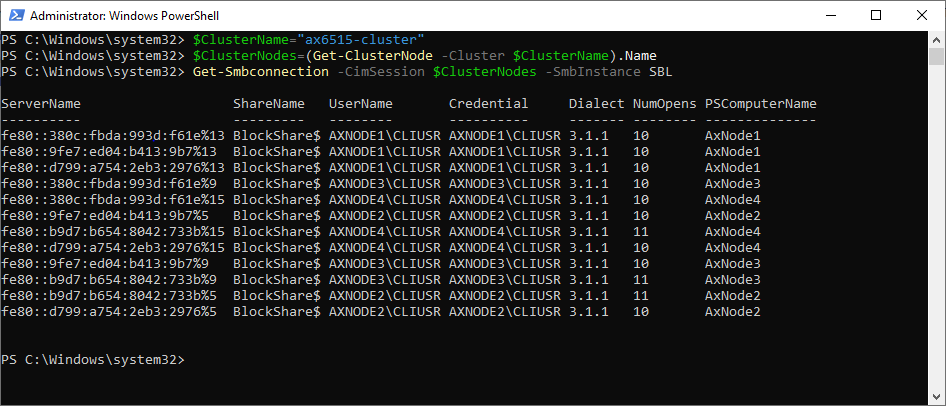 Administrator: Windows PowerShell
PS C:\Windows\system32> $ClusterName="ax6515-cluster"
PS C:\Windows\system32> $ClusterNodes=(Get-ClusterNode -Cluster $ClusterName).Name
PS C:\Windows\system32> Get-Smbconnection -CimSession $ClusterNodes -SmbInstance SBL
ServerName                   ShareName   UserName       Credential     Dialect NumOpens PSComputerName
----------                   ---------   --------       ----------     ------- -------- --------------
fe80::380c:fbda:993d:f61e%13 BlockShare$ AXNODE1\CLIUSR AXNODE1\CLIUSR 3.1.1   10       AxNode1
fe80::9fe7:ed04:b413:9b7%13  BlockShare$ AXNODE1\CLIUSR AXNODE1\CLIUSR 3.1.1   10       AxNode1
fe80::d799:a754:2eb3:2976%13 BlockShare$ AXNODE1\CLIUSR AXNODE1\CLIUSR 3.1.1   10       AxNode1
fe80::380c:fbda:993d:f61e%9  BlockShare$ AXNODE3\CLIUSR AXNODE3\CLIUSR 3.1.1   10       AxNode3
fe80::380c:fbda:993d:f61e%15 BlockShare$ AXNODE4\CLIUSR AXNODE4\CLIUSR 3.1.1   10       AxNode4
fe80::9fe7:ed04:b413:9b7%5   BlockShare$ AXNODE2\CLIUSR AXNODE2\CLIUSR 3.1.1   10       AxNode2
fe80::b9d7:b654:8042:733b%15 BlockShare$ AXNODE4\CLIUSR AXNODE4\CLIUSR 3.1.1   11       AxNode4
fe80::d799:a754:2eb3:2976%15 BlockShare$ AXNODE4\CLIUSR AXNODE4\CLIUSR 3.1.1   10       AxNode4
fe80::9fe7:ed04:b413:9b7%9   BlockShare$ AXNODE3\CLIUSR AXNODE3\CLIUSR 3.1.1   10       AxNode3
fe80::b9d7:b654:8042:733b%9  BlockShare$ AXNODE3\CLIUSR AXNODE3\CLIUSR 3.1.1   11       AxNode3
fe80::b9d7:b654:8042:733b%5  BlockShare$ AXNODE2\CLIUSR AXNODE2\CLIUSR 3.1.1   11       AxNode2
fe80::d799:a754:2eb3:2976%5  BlockShare$ AXNODE2\CLIUSR AXNODE2\CLIUSR 3.1.1   10       AxNode2
PS C:\Windows\system32>